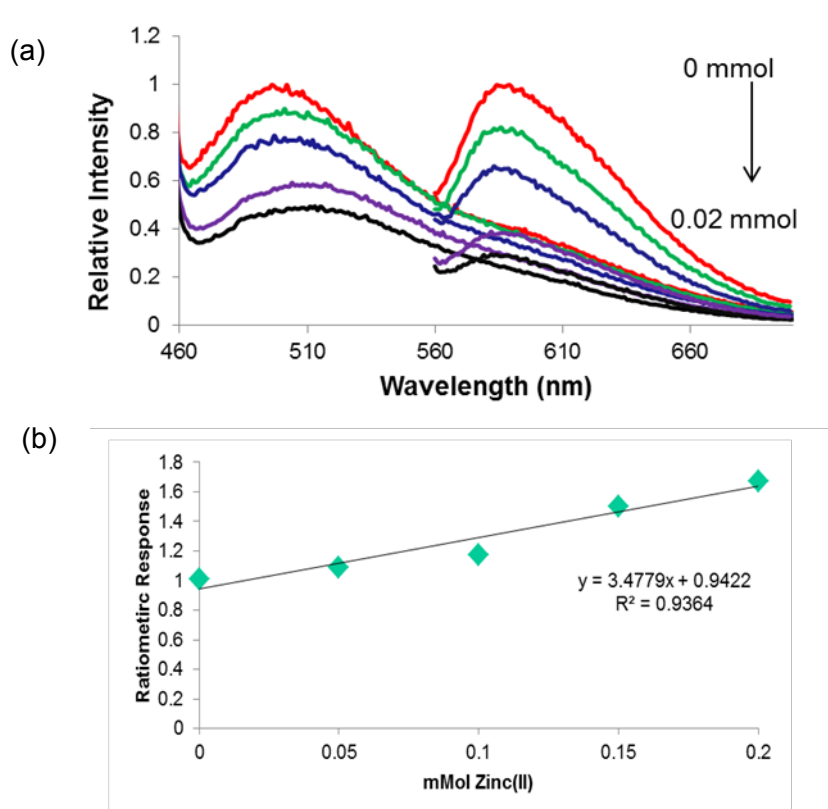 (a)
1.2
1
0.8
0.6
0.4
0.2
0
Relative Intensity
0 mmol
0.02 mmol
460 510 560 610 660
Wavelength (nm)
(b)
1.8
1.6
1.4
1.2
1
0.8
0.6
0.4
0.2
0
Ratiometirc Response
y = 3.4779x + 0.9422
R² = 0.9364
0 0.05 0.1 0.15 0.2
mMol Zinc(II)